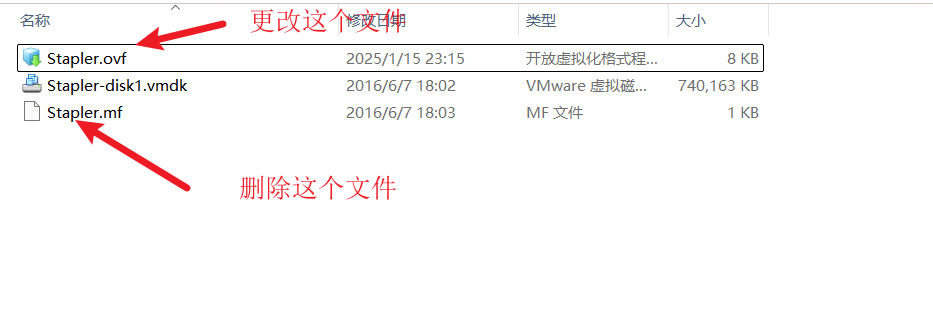 名称 修改日期 类型 大小
更改这个文件
Stapler.ovf 2025/1/15 23:15 开放虚拟化格式程... 8 KB
Stapler-disk1.vmdk 2016/6/7 18:02 VMware 虚拟磁... 740,163 KB
Stapler.mf 2016/6/7 18:03 MF 文件 1 KB
删除这个文件